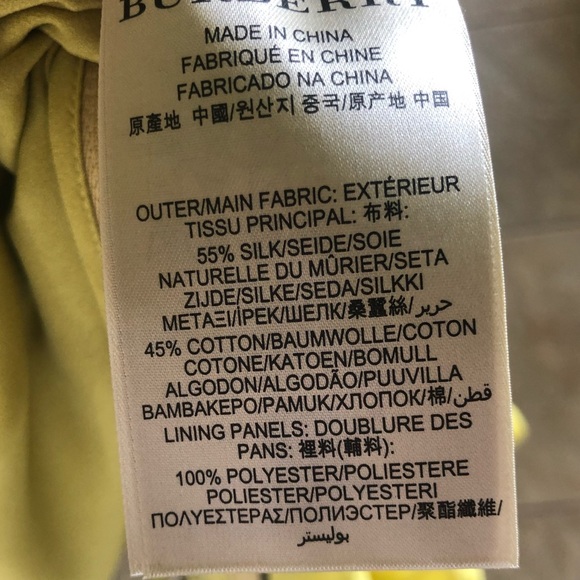 BURBERRY
MADE IN CHINA
FABRIQUÉ EN CHINE
FABRICADO NA CHINA
原產地 中國/원산지 중국/原产地 中国
OUTER/MAIN FABRIC: EXTÉRIEUR
TISSU PRINCIPAL: 布料:
55% SILK/SEIDE/SOIE
NATURELLE DU MÛRIER/SETA
ZIJDE/SILKE/SEDA/SILKKI
ΜΕΤΑΞΙ/İPEK/ШЕЛК/桑蠶絲/حرير/
45% COTTON/BAUMWOLLE/COTON
COTONE/KATOEN/BOMULL
ALGODON/ALGODÃO/PUUVILLA
ΒΑΜΒΑΚΕΡΟ/PAMUK/ХЛОПОК/棉/قطن/
LINING PANELS: DOUBLURE DES
PANS: 裡料(輔料):
100% POLYESTER/POLIESTERE
POLIESTER/POLYESTERI
ΠΟΛΥΕΣΤΕΡΑΣ/ПОЛИЭСТЕР/聚酯纖維/
بوليستر/